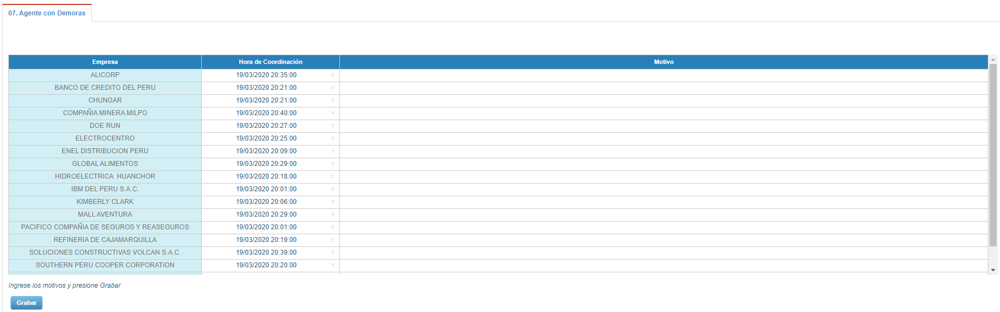 07. Agente con Demoras
Empresa Hora de Coordinación Motivo
ALICORP 19/03/2020 20:35:00
BANCO DE CREDITO DEL PERU 19/03/2020 20:21:00
CHUNGAR 19/03/2020 20:21:00
COMPAÑIA MINERA MILPO 19/03/2020 20:40:00
DOE RUN 19/03/2020 20:27:00
ELECTROCENTRO 19/03/2020 20:25:00
ENEL DISTRIBUCION PERU 19/03/2020 20:09:00
GLOBAL ALIMENTOS 19/03/2020 20:29:00
HIDROELECTRICA HUANCHOR 19/03/2020 20:18:00
IBM DEL PERU S.A.C. 19/03/2020 20:01:00
KIMBERLY CLARK 19/03/2020 20:06:00
MALL AVENTURA 19/03/2020 20:29:00
PACIFICO COMPAÑIA DE SEGUROS Y REASEGUROS 19/03/2020 20:01:00
REFINERIA DE CAJAMARQUILLA 19/03/2020 20:19:00
SOLUCIONES CONSTRUCTIVAS VOLCAN S.A.C. 19/03/2020 20:39:00
SOUTHERN PERU COOPER CORPORATION 19/03/2020 20:20:00
Ingrese los motivos y presione Grabar
Grabar